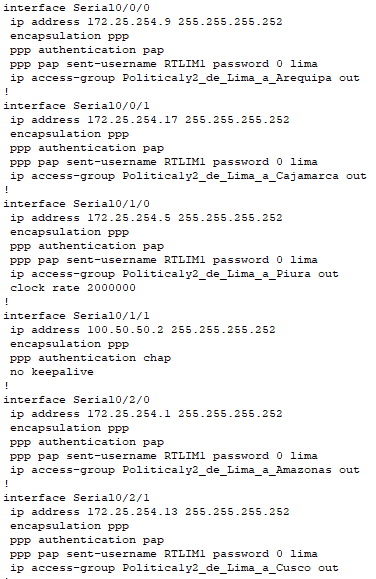 interface Serial0/0/0
ip address 172.25.254.9 255.255.255.252
encapsulation ppp
ppp authentication pap
ppp pap sent-username RTLIM1 password 0 lima
ip access-group Politicaly2_de_Lima_a_Arequipa out
!
interface Serial0/0/1
ip address 172.25.254.17 255.255.255.252
encapsulation ppp
ppp authentication pap
ppp pap sent-username RTLIM1 password 0 lima
ip access-group Politicaly2_de_Lima_a_Cajamarca out
!
interface Serial0/1/0
ip address 172.25.254.5 255.255.255.252
encapsulation ppp
ppp authentication pap
ppp pap sent-username RTLIM1 password 0 lima
ip access-group Politicaly2_de_Lima_a_Piura out
clock rate 2000000
!
interface Serial0/1/1
ip address 100.50.50.2 255.255.255.252
encapsulation ppp
ppp authentication chap
no keepalive
!
interface Serial0/2/0
ip address 172.25.254.1 255.255.255.252
encapsulation ppp
ppp authentication pap
ppp pap sent-username RTLIM1 password 0 lima
ip access-group Politicaly2_de_Lima_a_Amazonas out
!
interface Serial0/2/1
ip address 172.25.254.13 255.255.255.252
encapsulation ppp
ppp authentication pap
ppp pap sent-username RTLIM1 password 0 lima
ip access-group Politicaly2_de_Lima_a_Cusco out
!